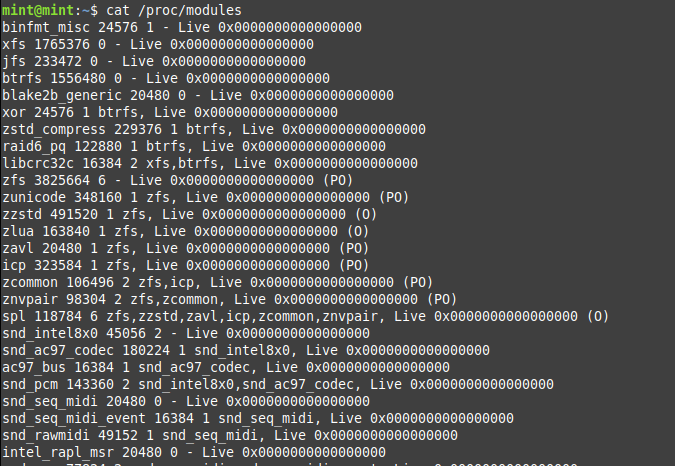 mint@mint:~$ cat /proc/modules
binfmt_misc 24576 1 - Live 0x0000000000000000
xfs 1765376 0 - Live 0x0000000000000000
jfs 233472 0 - Live 0x0000000000000000
btrfs 1556480 0 - Live 0x0000000000000000
blake2b_generic 20480 0 - Live 0x0000000000000000
xor 24576 1 btrfs, Live 0x0000000000000000
zstd_compress 229376 1 btrfs, Live 0x0000000000000000
raid6_pq 122880 1 btrfs, Live 0x0000000000000000
libcrc32c 16384 2 xfs,btrfs, Live 0x0000000000000000
zfs 3825664 6 - Live 0x0000000000000000 (PO)
zunicode 348160 1 zfs, Live 0x0000000000000000 (PO)
zzstd 491520 1 zfs, Live 0x0000000000000000 (O)
zlua 163840 1 zfs, Live 0x0000000000000000 (O)
zavl 20480 1 zfs, Live 0x0000000000000000 (PO)
icp 323584 1 zfs, Live 0x0000000000000000 (PO)
zcommon 106496 2 zfs,icp, Live 0x0000000000000000 (PO)
znvpair 98304 2 zfs,zcommon, Live 0x0000000000000000 (PO)
spl 118784 6 zfs,zzstd,zavl,icp,zcommon,znvpair, Live 0x0000000000000000 (O)
snd_intel8x0 45056 2 - Live 0x0000000000000000
snd_ac97_codec 180224 1 snd_intel8x0, Live 0x0000000000000000
ac97_bus 16384 1 snd_ac97_codec, Live 0x0000000000000000
snd_pcm 143360 2 snd_intel8x0,snd_ac97_codec, Live 0x0000000000000000
snd_seq_midi 20480 0 - Live 0x0000000000000000
snd_seq_midi_event 16384 1 snd_seq_midi, Live 0x0000000000000000
snd_rawmidi 49152 1 snd_seq_midi, Live 0x0000000000000000
intel_rapl_msr 20480 0 - Live 0x0000000000000000